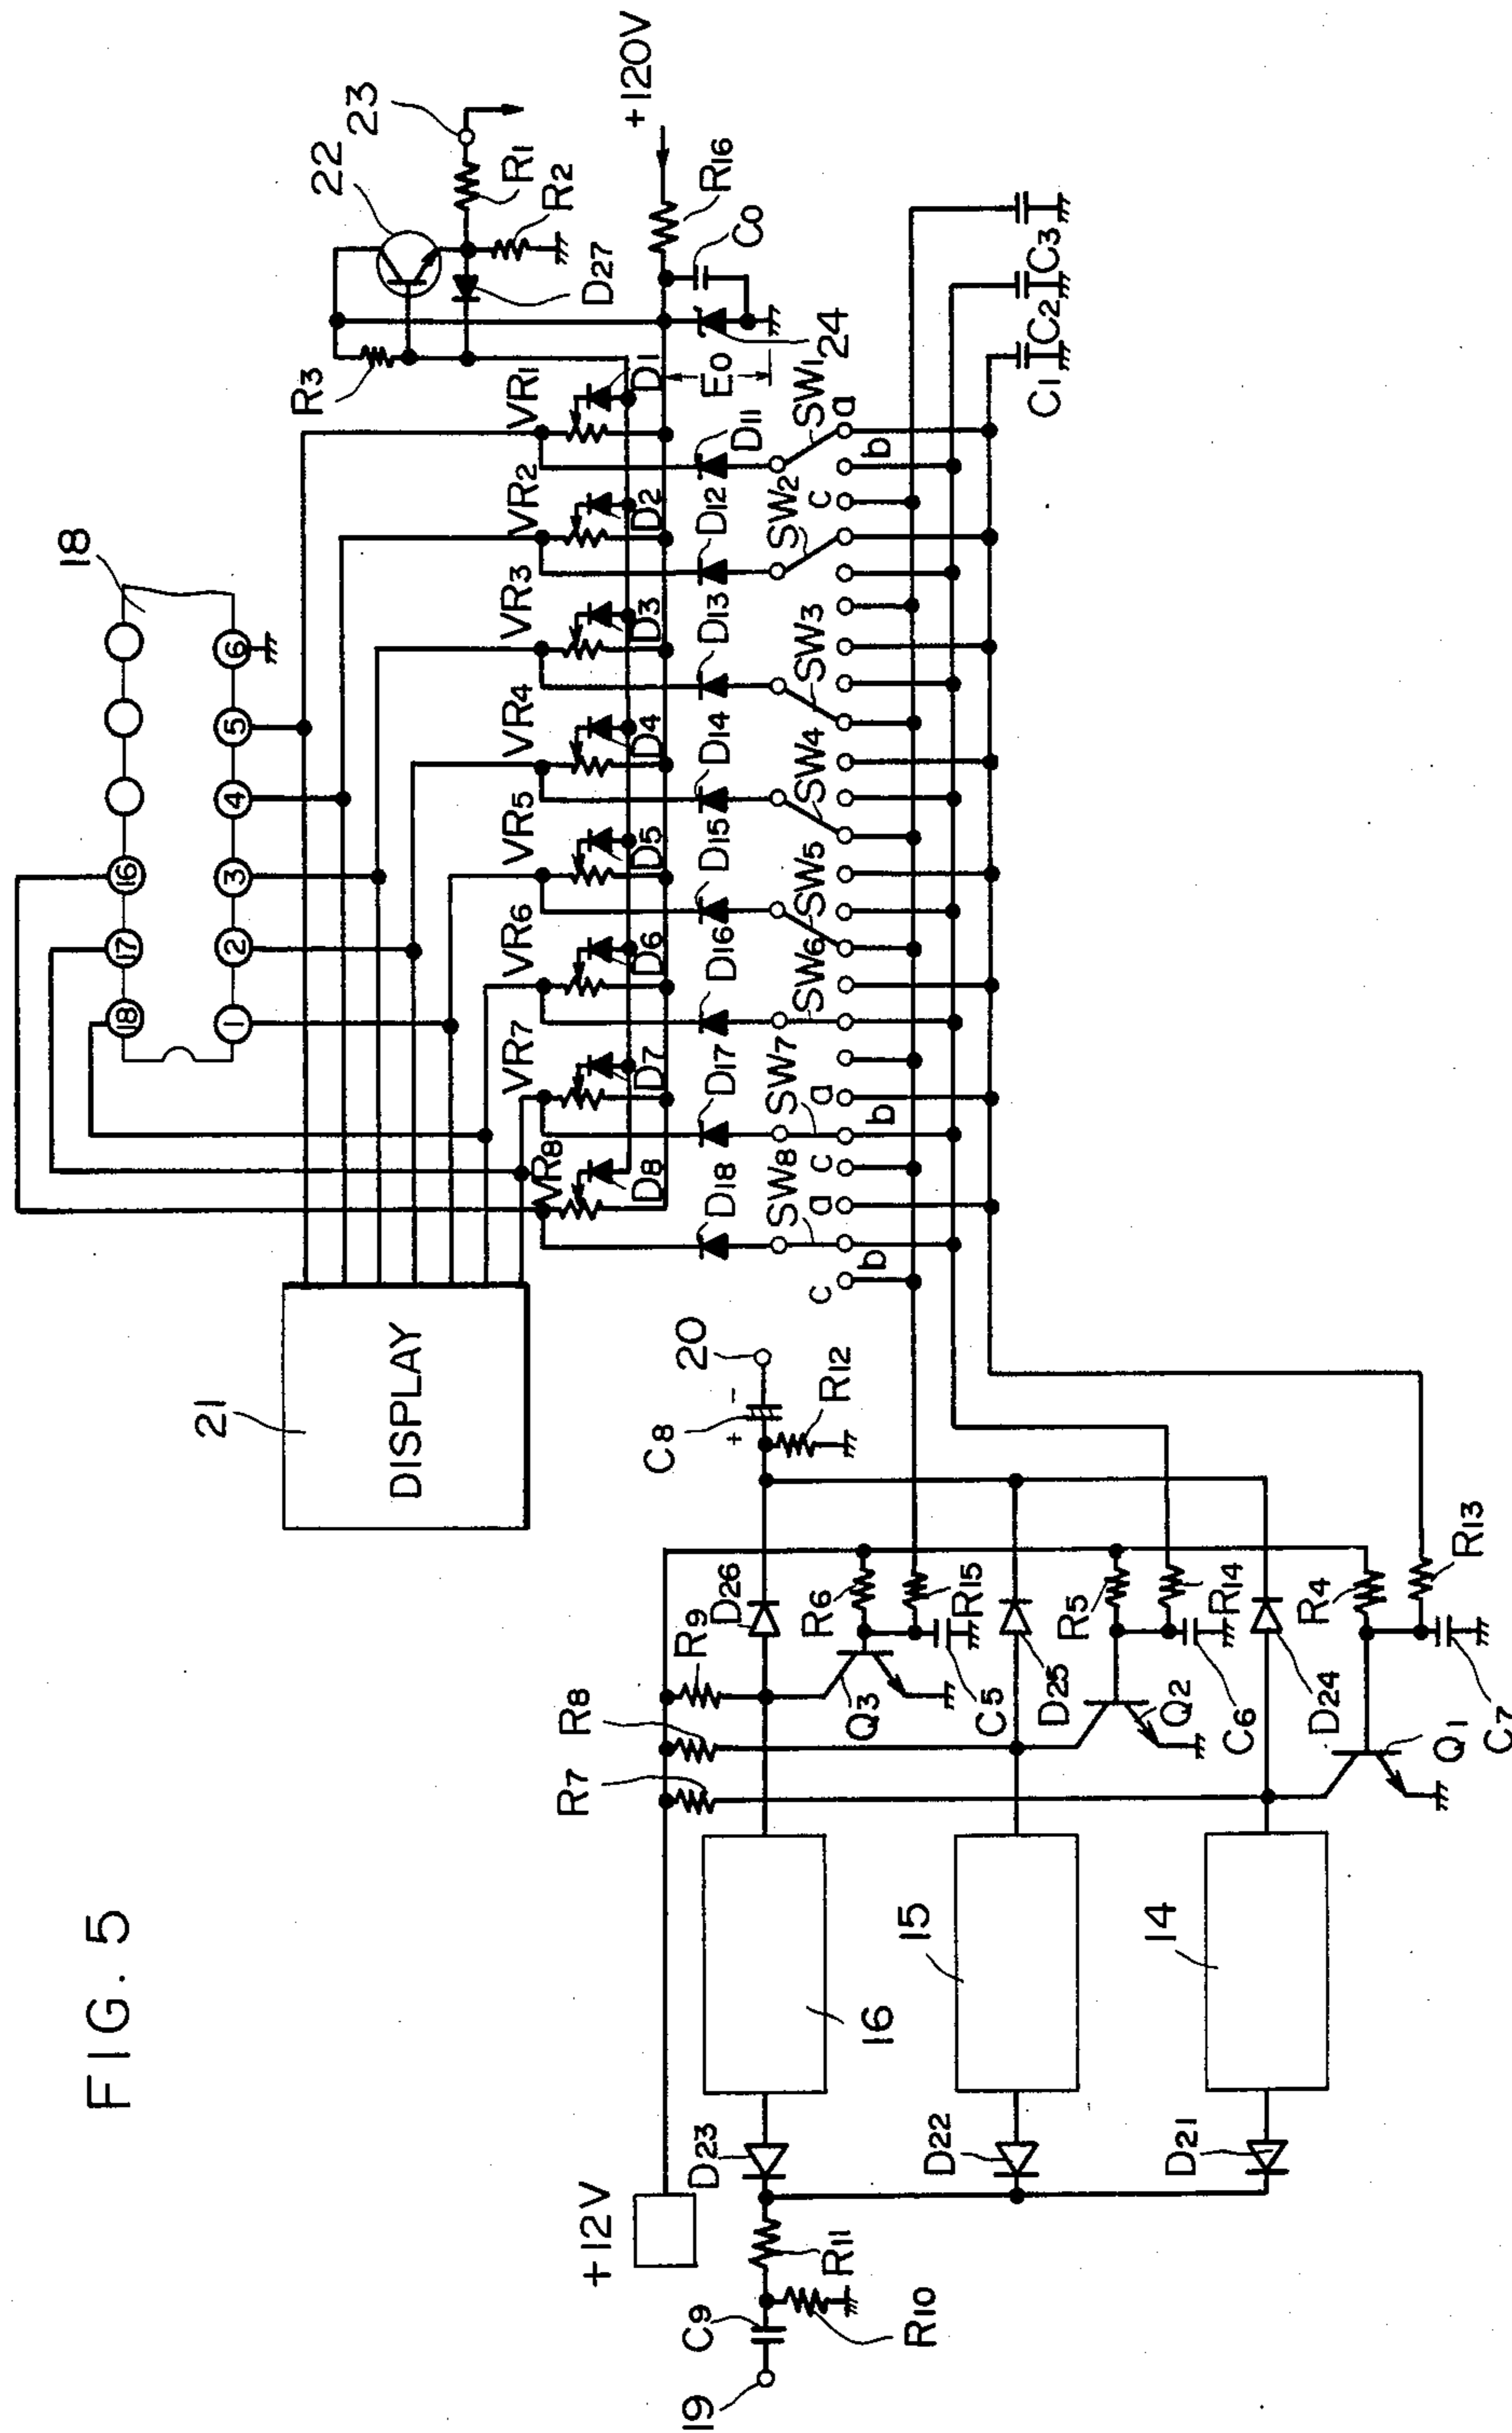 FIG. 5
18
18
17
16
1
2
3
4
5
6
21
DISPLAY
22
23
R3
R1
R2
D27
+120V
R16
C0
24
E0
VR8
VR7
VR6
VR5
VR4
VR3
VR2
VR1
D8
D7
D6
D5
D4
D3
D2
D1
D18
D17
D16
D15
D14
D13
D12
D11
SW8
SW7
SW6
SW5
SW4
SW3
SW2
SW1
c
b
a
c
b
a
c
b
a
C1
C2
C3
+12V
R7
R8
R9
D26
C8
+
-
20
R12
19
C9
R10
R11
D23
16
Q3
R6
R15
C5
D22
15
D25
Q2
R5
R14
C6
D21
14
D24
Q1
R4
R13
C7